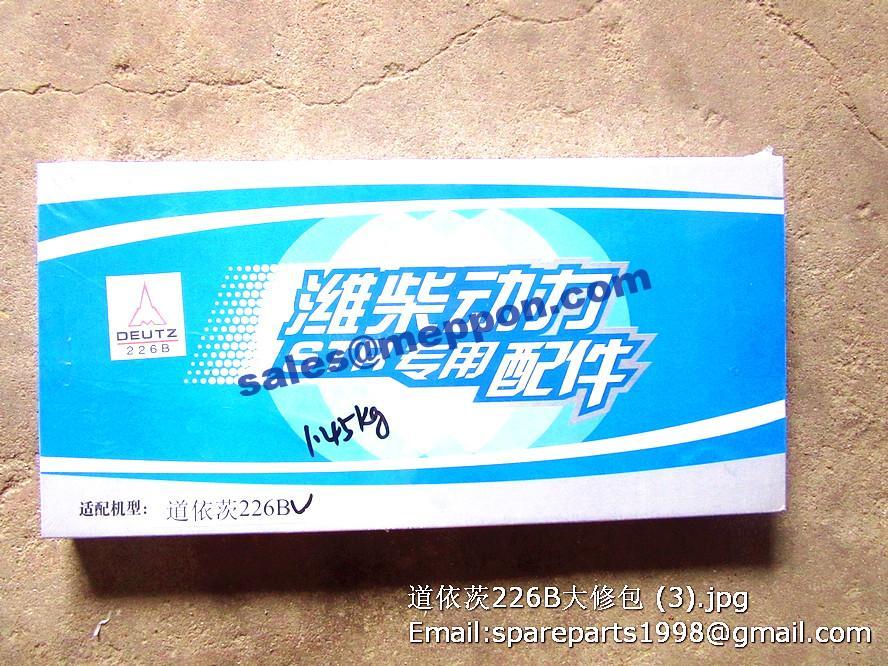 DEUTZ
226B
潍柴动力
专用配件
sales@meppon.com
1.45kg
适配机型: 道依茨226B
道依茨226B大修包 (3).jpg
Email:spareparts1998@gmail.com